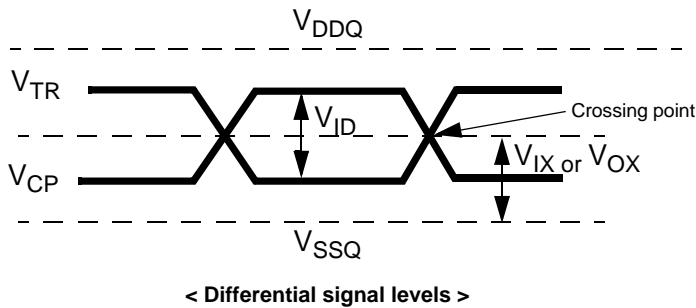 VDDQ
VTR
Crossing point
VID
VIX or VOX
VCP
VSSQ
< Differential signal levels >